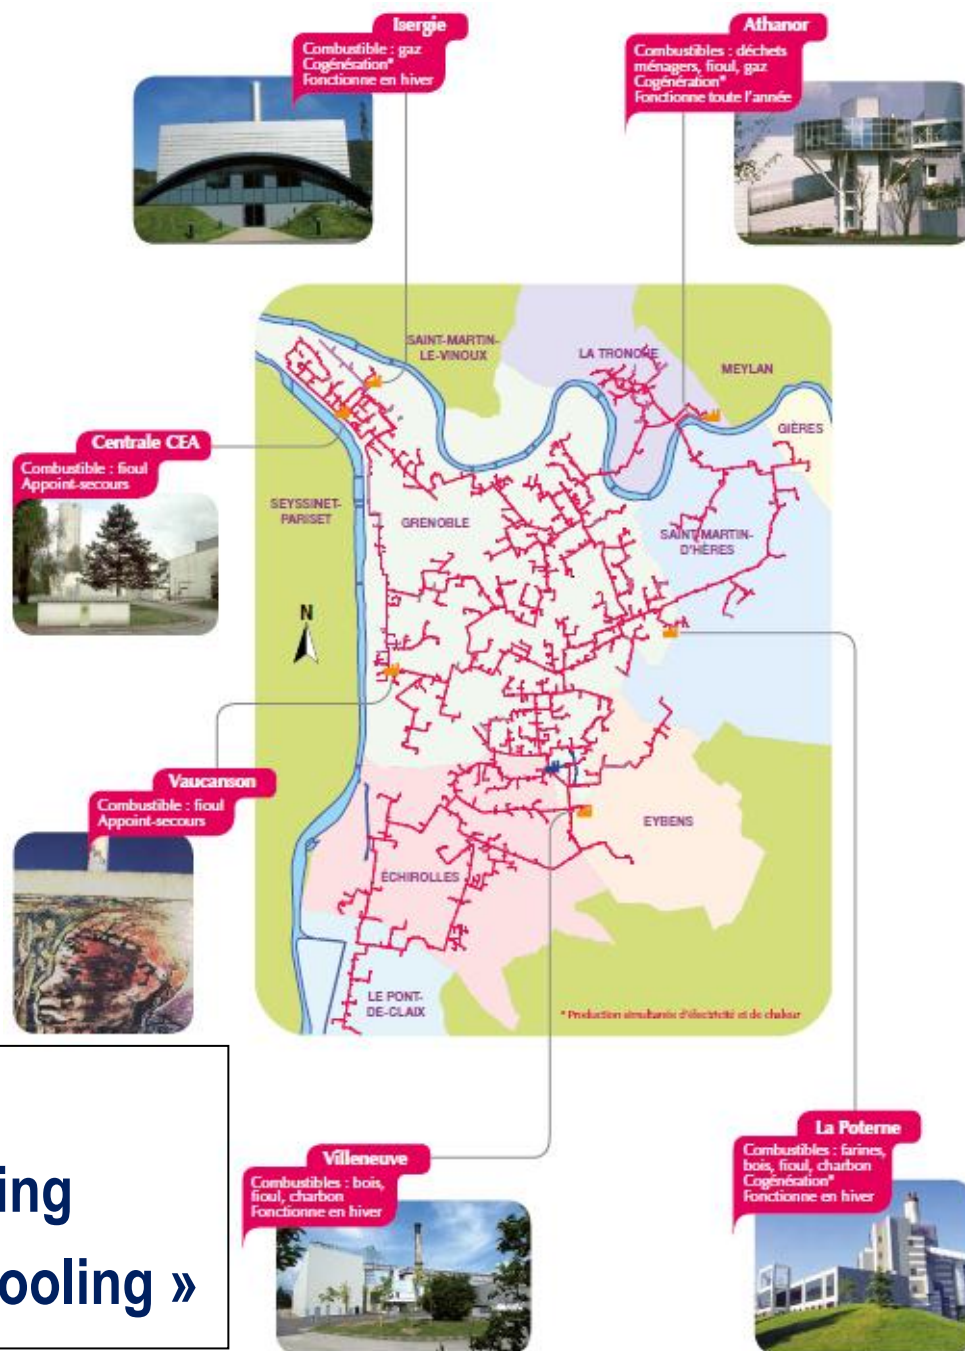 Isergie
Combustible : gaz
Cogénération*
Fonctionne en hiver
Athanor
Combustibles : déchets
ménagers, fioul, gaz
Cogénération*
Fonctionne toute l'année
SAINT-MARTIN-
LE-VINOUX
LA TRONCHE
MEYLAN
GIÈRES
Centrale CEA
Combustible : fioul
Appoint-secours
SEYSSINET-
PARISET
GRENOBLE
SAINT-MARTIN-
D'HÈRES
N
Vaucanson
Combustible : fioul
Appoint-secours
EYBENS
ÉCHIROLLES
LE PONT-
DE-CLAIX
* Production simultanée d'électricité et de chaleur
ing
ooling »
Villeneuve
Combustibles : bois,
fioul, charbon
Fonctionne en hiver
La Poterne
Combustibles : farines,
bois, fioul, charbon
Cogénération*
Fonctionne en hiver